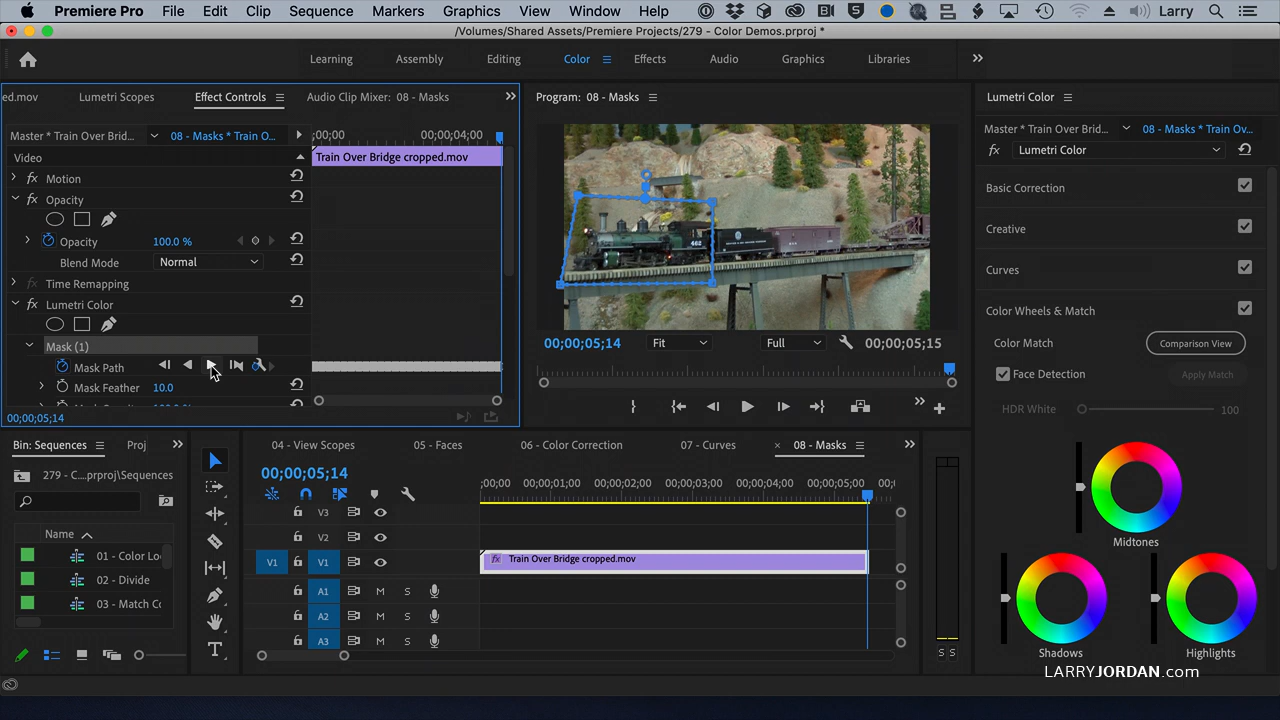 Premiere Pro File Edit Clip Sequence Markers Graphics View Window Help Larry
/Volumes/Shared Assets/Premiere Projects/279 - Color Demos.prproj *
Learning Assembly Editing Color Effects Audio Graphics Libraries
ed.mov Lumetri Scopes Effect Controls Audio Clip Mixer: 08 - Masks
Program: 08 - Masks
Lumetri Color
Master * Train Over Brid... 08 - Masks * Train O... ;00;00 00;00;04;00
Master * Train Over Brid... 08 - Masks * Train Ov...
Video Train Over Bridge cropped.mov
fx Lumetri Color
fx Motion
fx Opacity
Opacity 100.0 %
Blend Mode Normal
fx Time Remapping
fx Lumetri Color
Mask (1)
Mask Path
Mask Feather 10.0
00;00;05;14
462
00;00;05;14 Fit Full 00;00;05;15
Basic Correction
Creative
Curves
Color Wheels & Match
Color Match Comparison View
Face Detection Apply Match
HDR White 100
Midtones
Shadows Highlights
Bin: Sequences Proj
279 - C...prproj\Sequences
Name
01 - Color Lo
02 - Divide
03 - Match Co
04 - View Scopes 05 - Faces 06 - Color Correction 07 - Curves × 08 - Masks
00;00;05;14
;00;00 00;00;01;00 00;00;02;00 00;00;03;00 00;00;04;00 00;00;05;00 00;
V3
V2
V1 V1 fx Train Over Bridge cropped.mov
A1 M S
A2 M S
A3 M S
S S
T
LARRYJORDAN.com